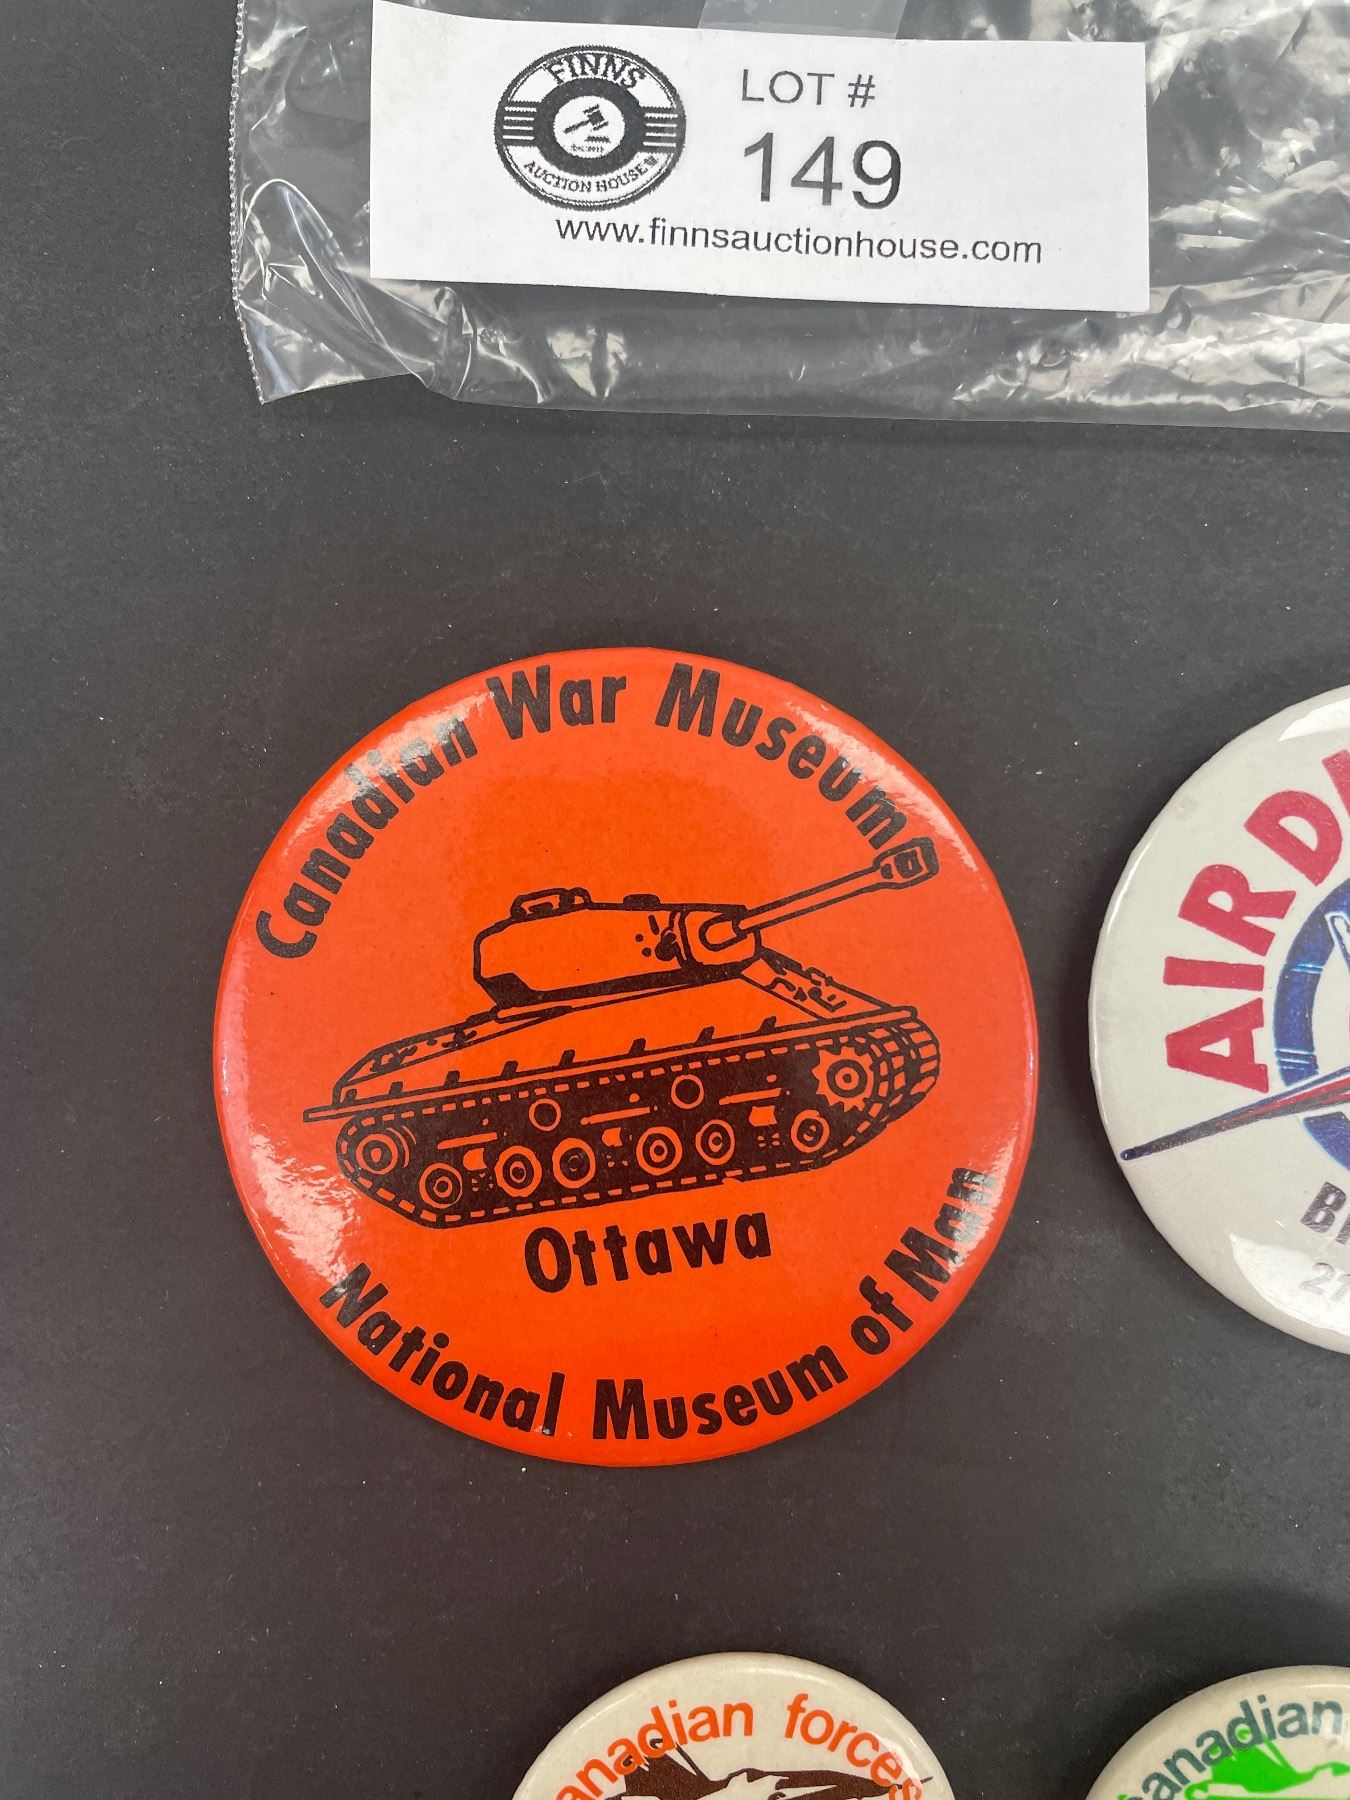 FINNS
AUCTION HOUSE
LOT #
149
www.finnsauctionhouse.com
Canadian War Museum
Ottawa
National Museum of Man
canadian forces
canadian